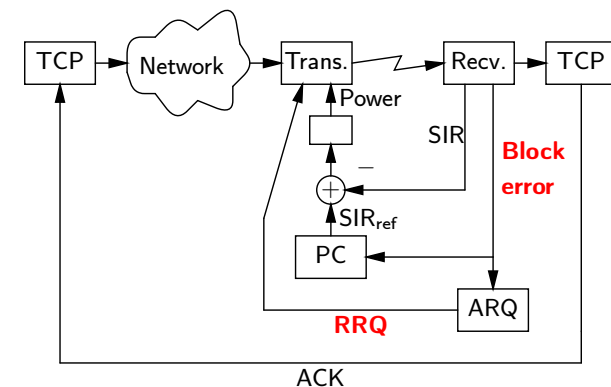 TCP
Network
Trans.
Recv.
TCP
Power
SIR
Block
error
−
+
SIRref
PC
ARQ
RRQ
ACK